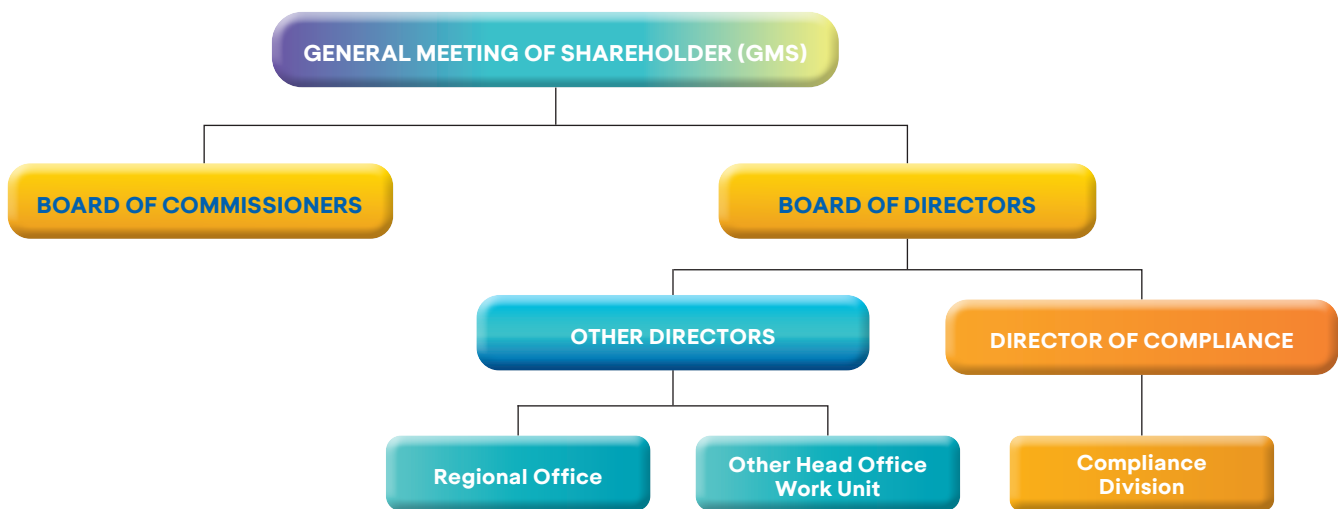 GENERAL MEETING OF SHAREHOLDER (GMS)
BOARD OF COMMISSIONERS
BOARD OF DIRECTORS
OTHER DIRECTORS
DIRECTOR OF COMPLIANCE
Regional Office
Other Head Office
Work Unit
Compliance
Division